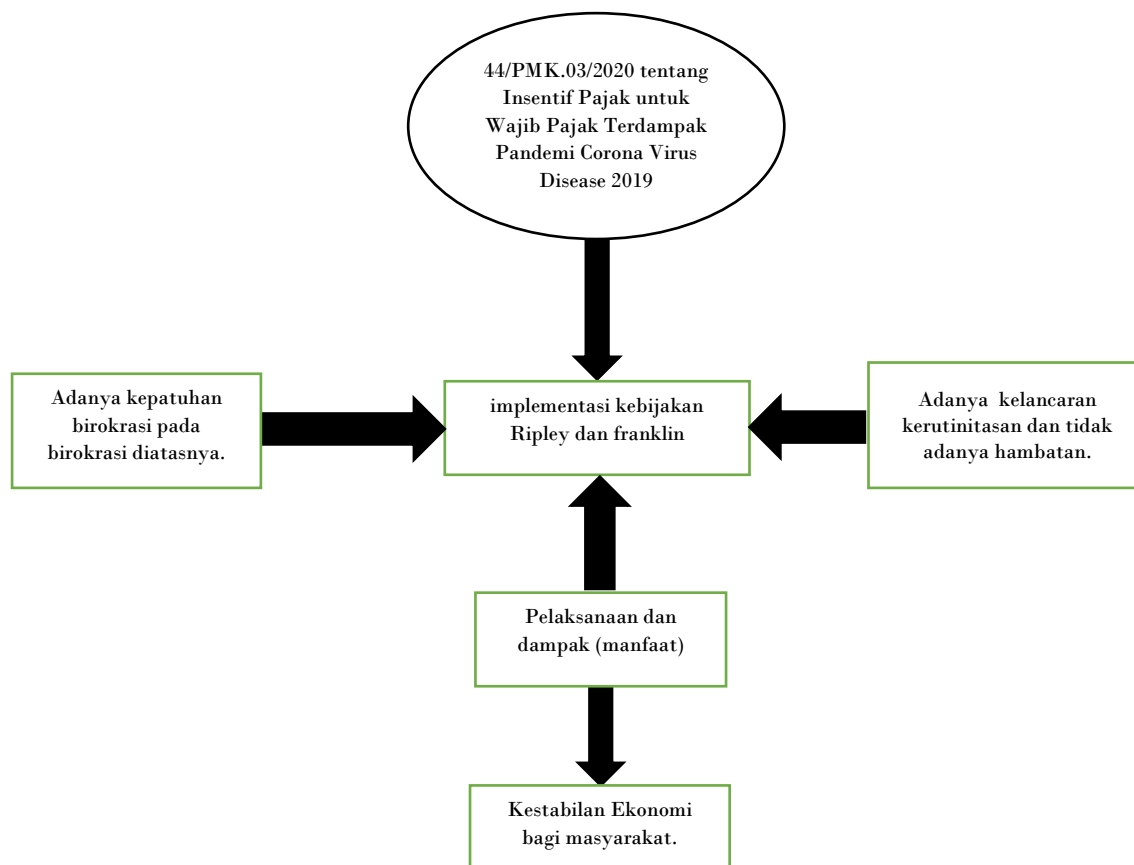 44/PMK.03/2020 tentang
Insentif Pajak untuk
Wajib Pajak Terdampak
Pandemi Corona Virus
Disease 2019
Adanya kepatuhan
birokrasi pada
birokrasi diatasnya.
implementasi kebijakan
Ripley dan franklin
Adanya kelancaran
kerutinitasan dan tidak
adanya hambatan.
Pelaksanaan dan
dampak (manfaat)
Kestabilan Ekonomi
bagi masyarakat.